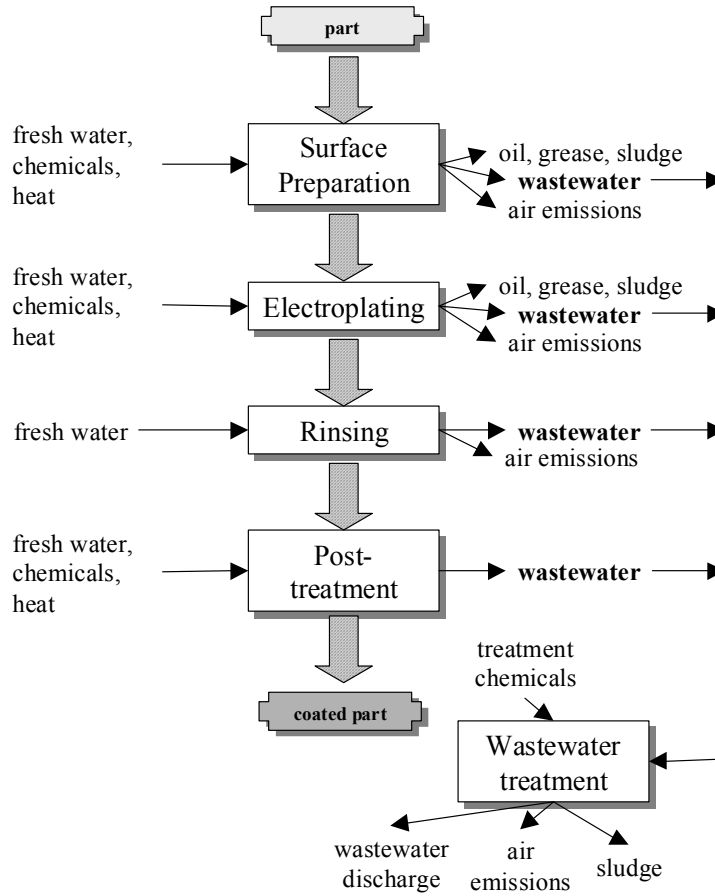 part
fresh water,
chemicals,
heat
Surface
Preparation
oil, grease, sludge
wastewater
air emissions
fresh water,
chemicals,
heat
Electroplating
oil, grease, sludge
wastewater
air emissions
fresh water
Rinsing
wastewater
air emissions
fresh water,
chemicals,
heat
Post-
treatment
wastewater
coated part
treatment
chemicals
Wastewater
treatment
wastewater
discharge
air
emissions
sludge